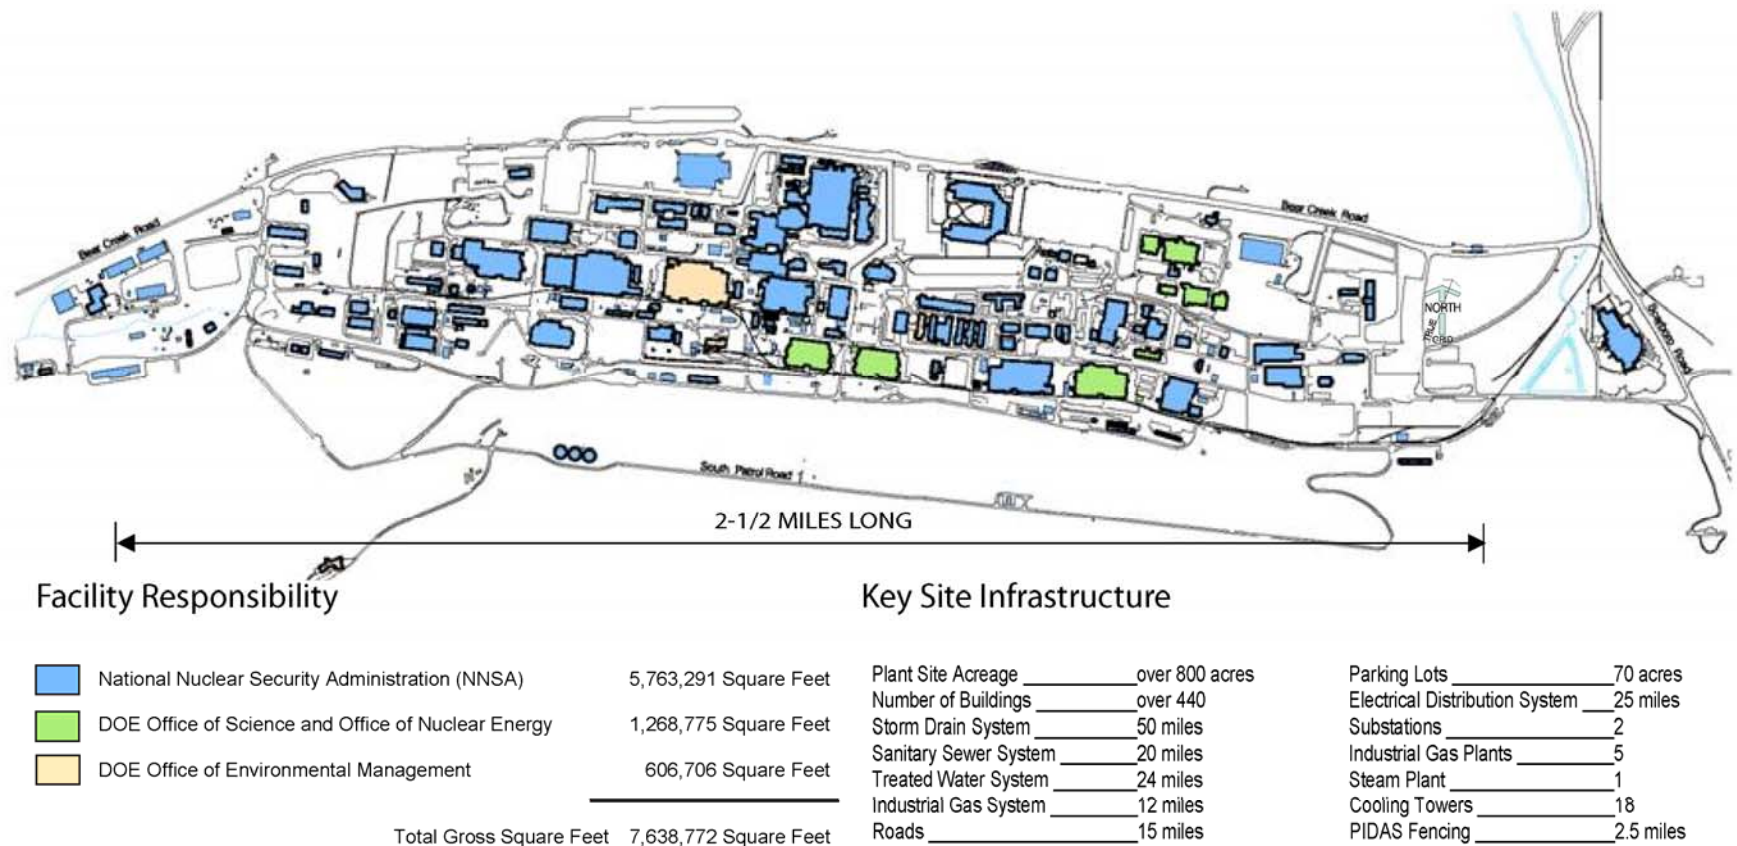 Bear Creek Road
Bear Creek Road
NORTH
TRUE
Scarboro Road
South Patrol Road
2-1/2 MILES LONG
Facility Responsibility
National Nuclear Security Administration (NNSA) 5,763,291 Square Feet
DOE Office of Science and Office of Nuclear Energy 1,268,775 Square Feet
DOE Office of Environmental Management 606,706 Square Feet
Total Gross Square Feet 7,638,772 Square Feet
Key Site Infrastructure
Plant Site Acreage over 800 acres
Number of Buildings over 440
Storm Drain System 50 miles
Sanitary Sewer System 20 miles
Treated Water System 24 miles
Industrial Gas System 12 miles
Roads 15 miles
Parking Lots 70 acres
Electrical Distribution System 25 miles
Substations 2
Industrial Gas Plants 5
Steam Plant 1
Cooling Towers 18
PIDAS Fencing 2.5 miles